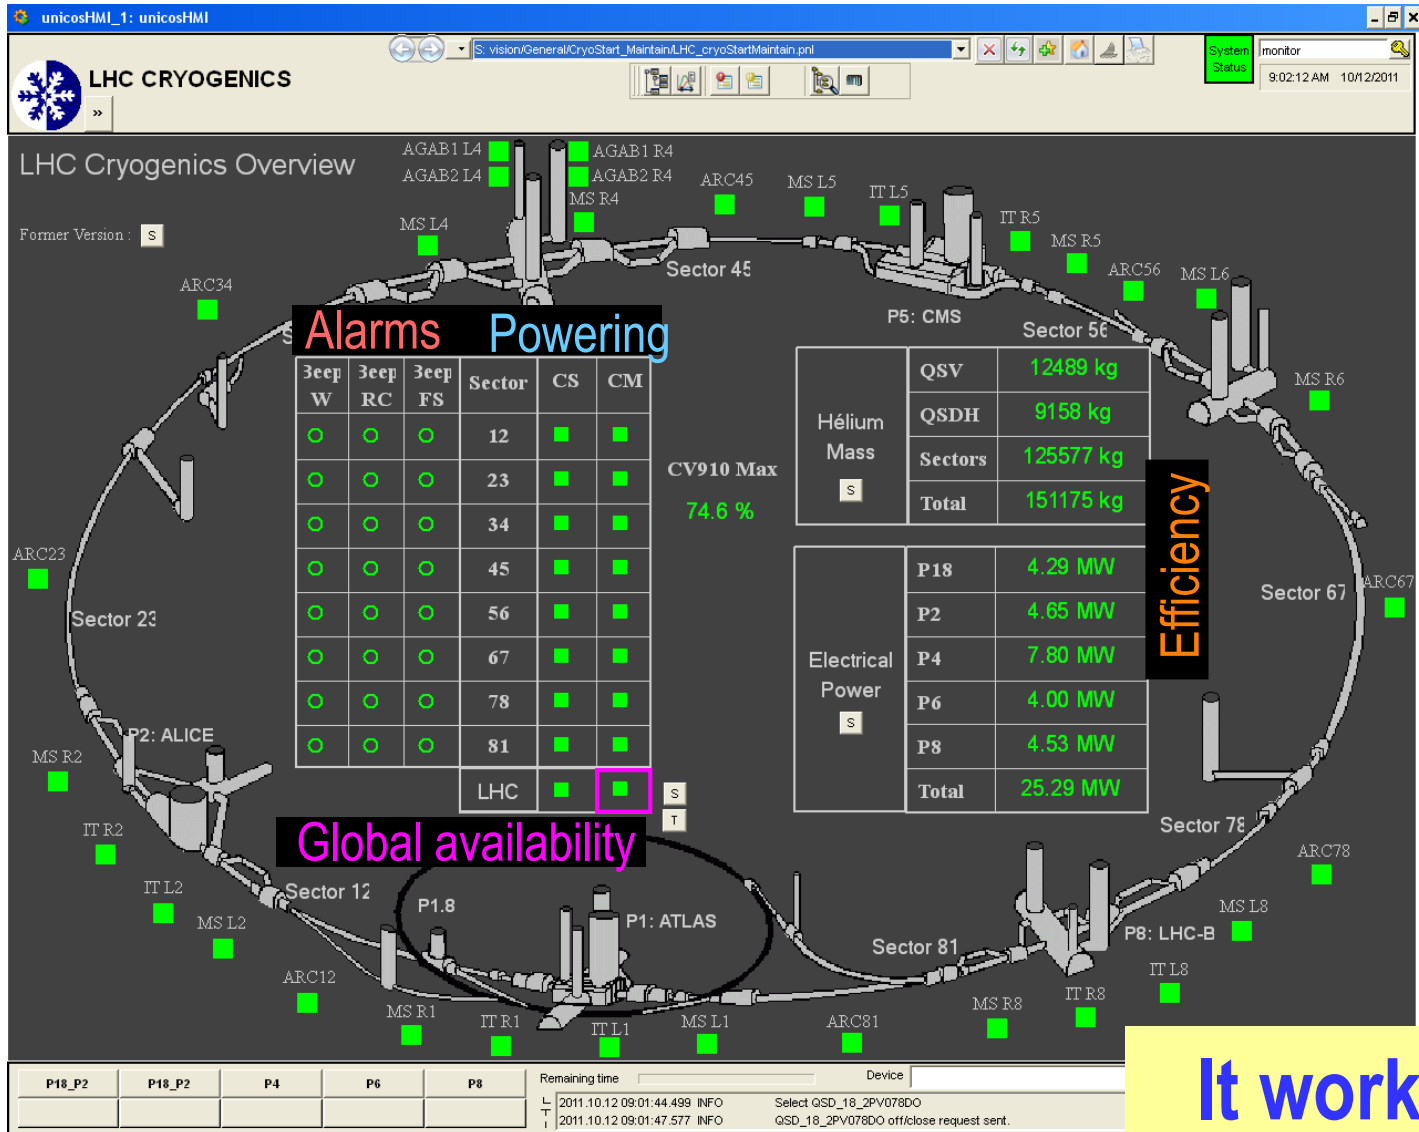 unicosHMI_1: unicosHMI
S: vision/General/CryoStart_Maintain/LHC_cryoStartMaintain.pnl
System Status
monitor
9:02:12 AM 10/12/2011
LHC CRYOGENICS
»
LHC Cryogenics Overview
Former Version : S
AGAB1 L4
AGAB1 R4
AGAB2 L4
AGAB2 R4
MS R4
MS L4
ARC45
MS L5
IT L5
IT R5
MS R5
ARC56
MS L6
MS R6
ARC34
Sector 45
P5: CMS
Sector 56
Alarms Powering
Beep W Beep RC Beep FS Sector CS CM
12
23
34
45
56
67
78
81
LHC
S
T
CV910 Max
74.6 %
Hélium Mass
S
QSV 12489 kg
QSDH 9158 kg
Sectors 125577 kg
Total 151175 kg
Efficiency
Electrical Power
S
P18 4.29 MW
P2 4.65 MW
P4 7.80 MW
P6 4.00 MW
P8 4.53 MW
Total 25.29 MW
ARC23
Sector 23
Sector 67
ARC67
P2: ALICE
MS R2
IT R2
IT L2
MS L2
Global availability
Sector 12
P1.8
P1: ATLAS
Sector 78
ARC78
MS L8
P8: LHC-B
Sector 81
IT L8
ARC12
MS R1
IT R1
IT L1
MS L1
ARC81
MS R8
IT R8
P18_P2 P18_P2 P4 P6 P8
Remaining time
Device
2011.10.12 09:01:44.499 INFO Select QSD_18_2PV078DO
2011.10.12 09:01:47.577 INFO QSD_18_2PV078DO off/close request sent.
It work